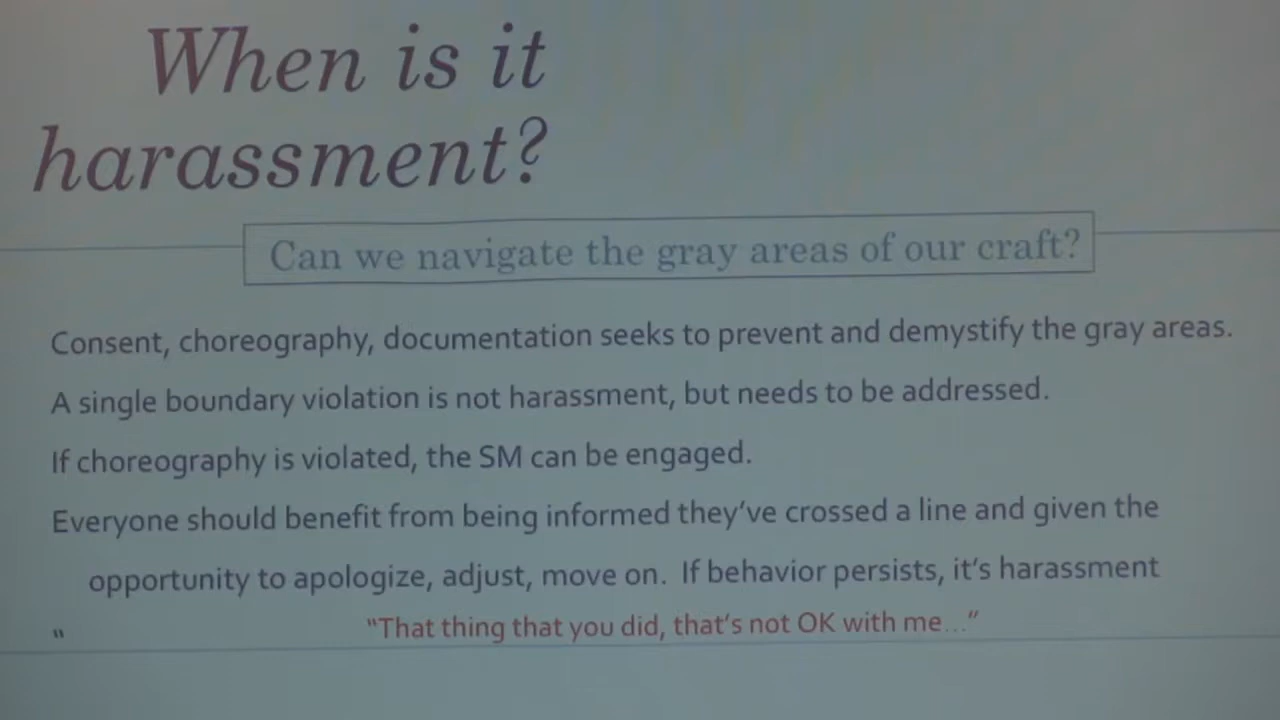 When is it
harassment?
Can we navigate the gray areas of our craft?
Consent, choreography, documentation seeks to prevent and demystify the gray areas.
A single boundary violation is not harassment, but needs to be addressed.
If choreography is violated, the SM can be engaged.
Everyone should benefit from being informed they've crossed a line and given the
opportunity to apologize, adjust, move on. If behavior persists, it's harassment
" "That thing that you did, that's not OK with me..."